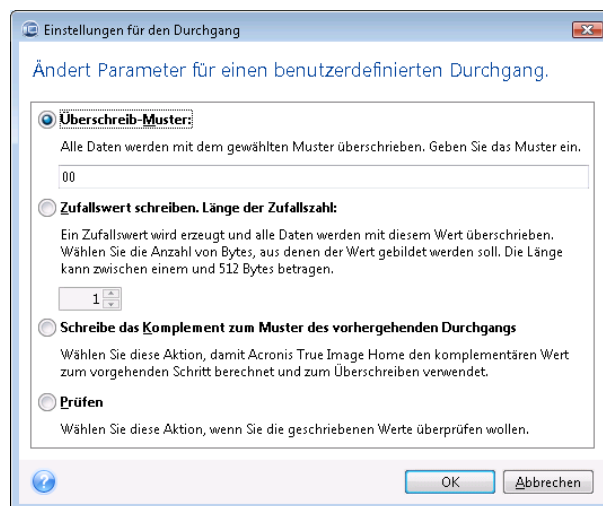 Einstellungen für den Durchgang
Ändert Parameter für einen benutzerdefinierten Durchgang.
Überschreib-Muster:
Alle Daten werden mit dem gewählten Muster überschrieben. Geben Sie das Muster ein.
00
Zufallswert schreiben. Länge der Zufallszahl:
Ein Zufallswert wird erzeugt und alle Daten werden mit diesem Wert überschrieben.
Wählen Sie die Anzahl von Bytes, aus denen der Wert gebildet werden soll. Die Länge
kann zwischen einem und 512 Bytes betragen.
1
Schreibe das Komplement zum Muster des vorhergehenden Durchgangs
Wählen Sie diese Aktion, damit Acronis True Image Home den komplementären Wert
zum vorgehenden Schritt berechnet und zum Überschreiben verwendet.
Prüfen
Wählen Sie diese Aktion, wenn Sie die geschriebenen Werte überprüfen wollen.
?
OK
Abbrechen